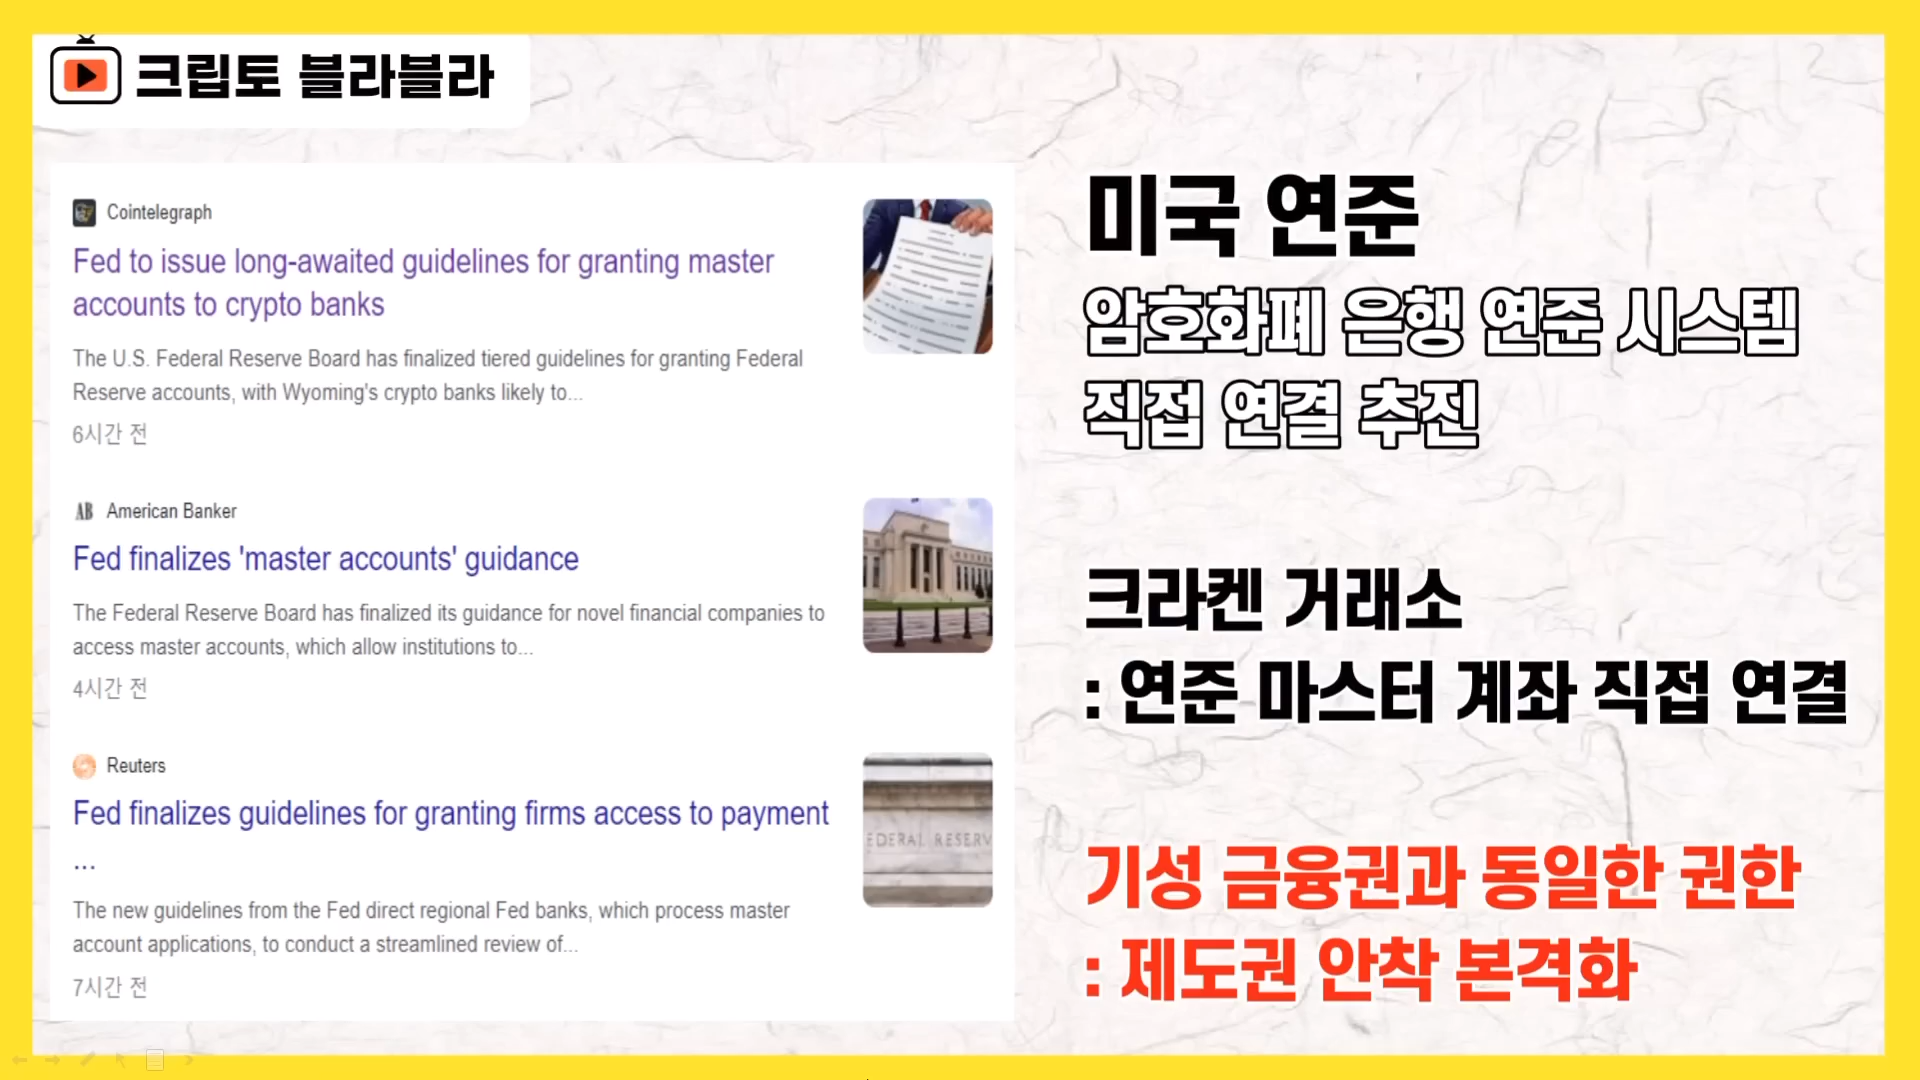 크립토 블라블라
Cointelegraph
Fed to issue long-awaited guidelines for granting master
accounts to crypto banks
The U.S. Federal Reserve Board has finalized tiered guidelines for granting Federal
Reserve accounts, with Wyoming's crypto banks likely to...
6시간 전
AB American Banker
Fed finalizes 'master accounts' guidance
The Federal Reserve Board has finalized its guidance for novel financial companies to
access master accounts, which allow institutions to...
4시간 전
Reuters
Fed finalizes guidelines for granting firms access to payment
...
The new guidelines from the Fed direct regional Fed banks, which process master
account applications, to conduct a streamlined review of...
EDERAL RESERV
7시간 전
미국 연준
암호화폐 은행 연준 시스템
직접 연결 추진
크라켄 거래소
: 연준 마스터 계좌 직접 연결
기성 금융권과 동일한 권한
: 제도권 안착 본격화